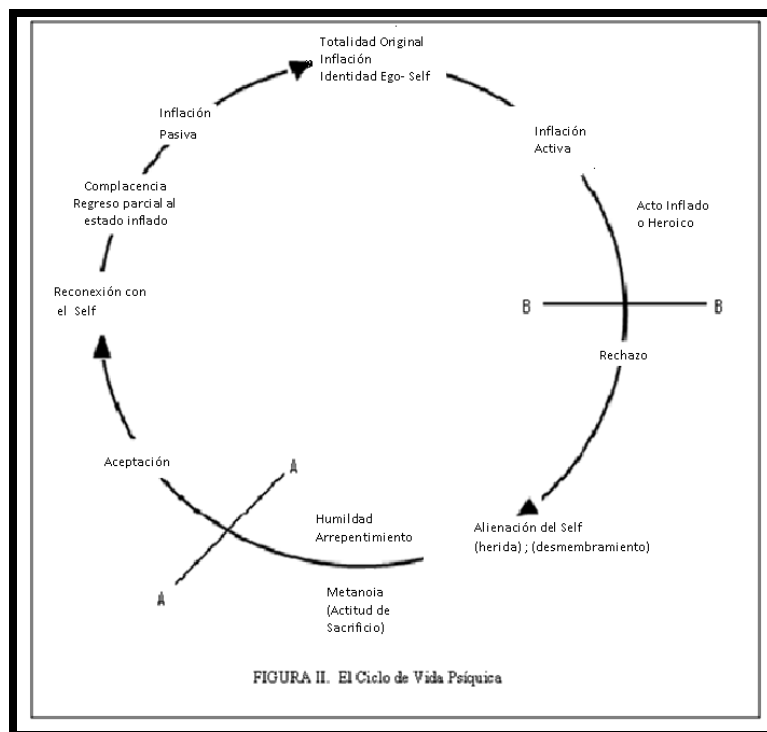 Totalidad Original
Inflación
Identidad Ego- Self
Inflación
Activa
Acto Inflado
o Heroico
B
B
Rechazo
Alienación del Self
(herida) ; (desmembramiento)
Humildad
Arrepentimiento
Metanoia
(Actitud de
Sacrificio)
A
A
Aceptación
Reconexión con
el Self
Complacencia
Regreso parcial al
estado inflado
Inflación
Pasiva
FIGURA II. El Ciclo de Vida Psíquica